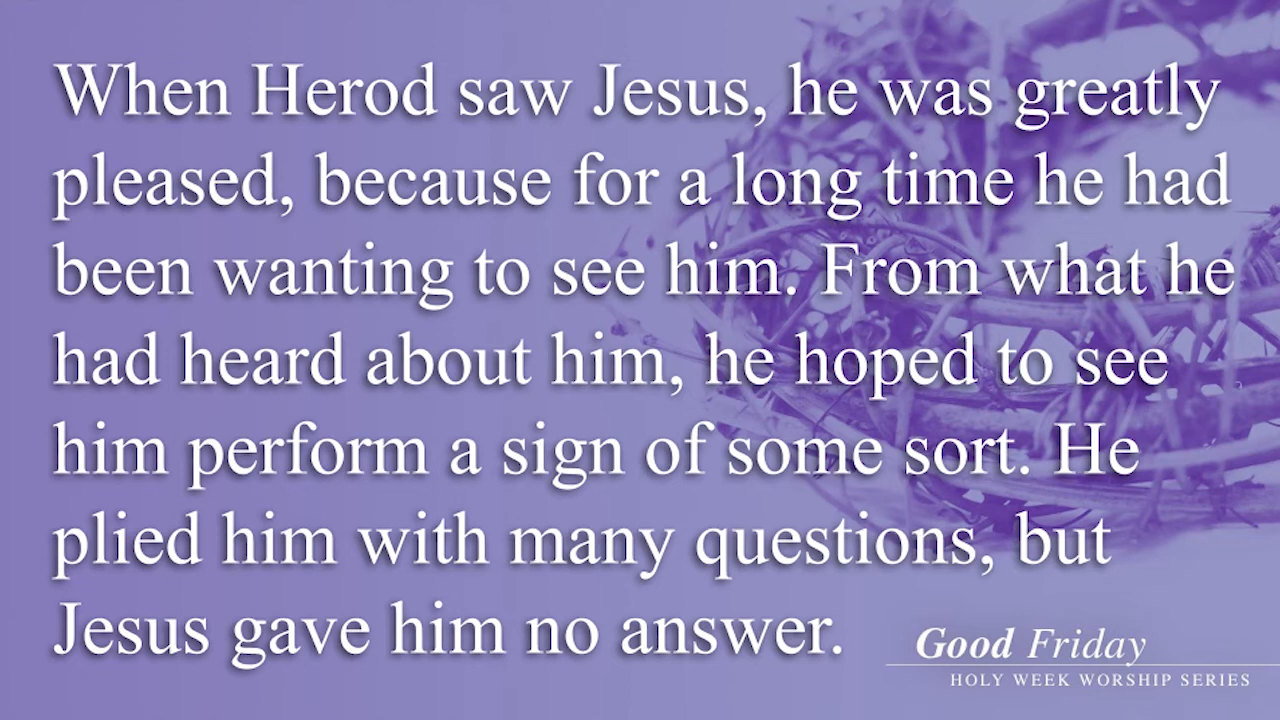 When Herod saw Jesus, he was greatly
pleased, because for a long time he had
been wanting to see him. From what he
had heard about him, he hoped to see
him perform a sign of some sort. He
plied him with many questions, but
Jesus gave him no answer.
Good Friday
HOLY WEEK WORSHIP SERIES